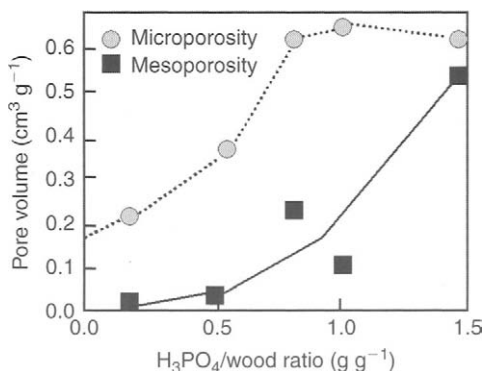 Pore volume (cm³ g⁻¹)
0.6
0.5
0.4
0.3
0.2
0.1
0.0
Microporosity
Mesoporosity
0.0 0.5 1.0 1.5
H₃PO₄/wood ratio (g g⁻¹)